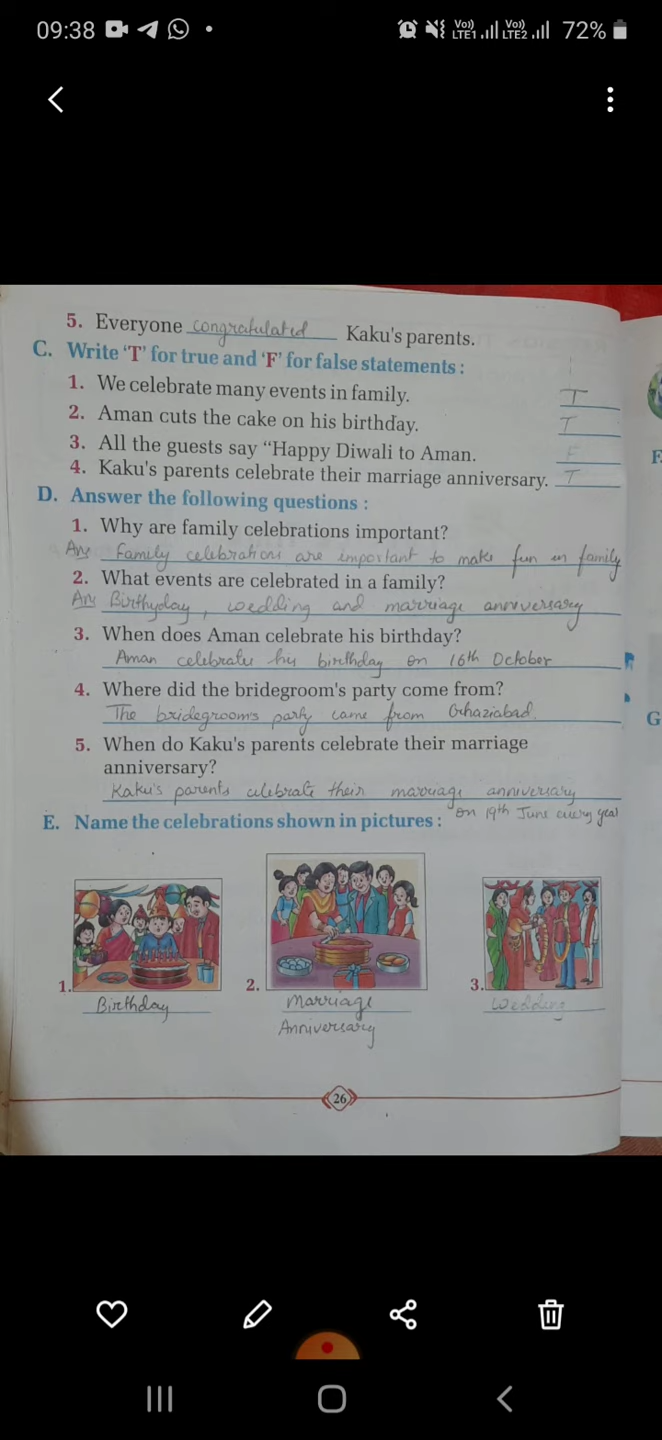 09:38 Vo)) LTE1 Vo)) LTE2 72%
5. Everyone congratulated Kaku's parents.
C. Write 'T' for true and 'F' for false statements :
1. We celebrate many events in family. T
2. Aman cuts the cake on his birthday. T
3. All the guests say “Happy Diwali to Aman. F
4. Kaku's parents celebrate their marriage anniversary. T
D. Answer the following questions :
1. Why are family celebrations important?
Ans Family celebrations are important to make fun in family
2. What events are celebrated in a family?
Ans Birthyday, wedding and marriage anniversary
3. When does Aman celebrate his birthday?
Aman celebrates his birthday on 16th October
4. Where did the bridegroom's party come from?
The bridegroom's party came from Ghaziabad.
5. When do Kaku's parents celebrate their marriage
anniversary?
Kaku's parents celebrate their marriage anniversary
on 19th June every year
E. Name the celebrations shown in pictures :
1. 2. 3.
Birthday Marriage Wedding
Anniversary
26
F.
G